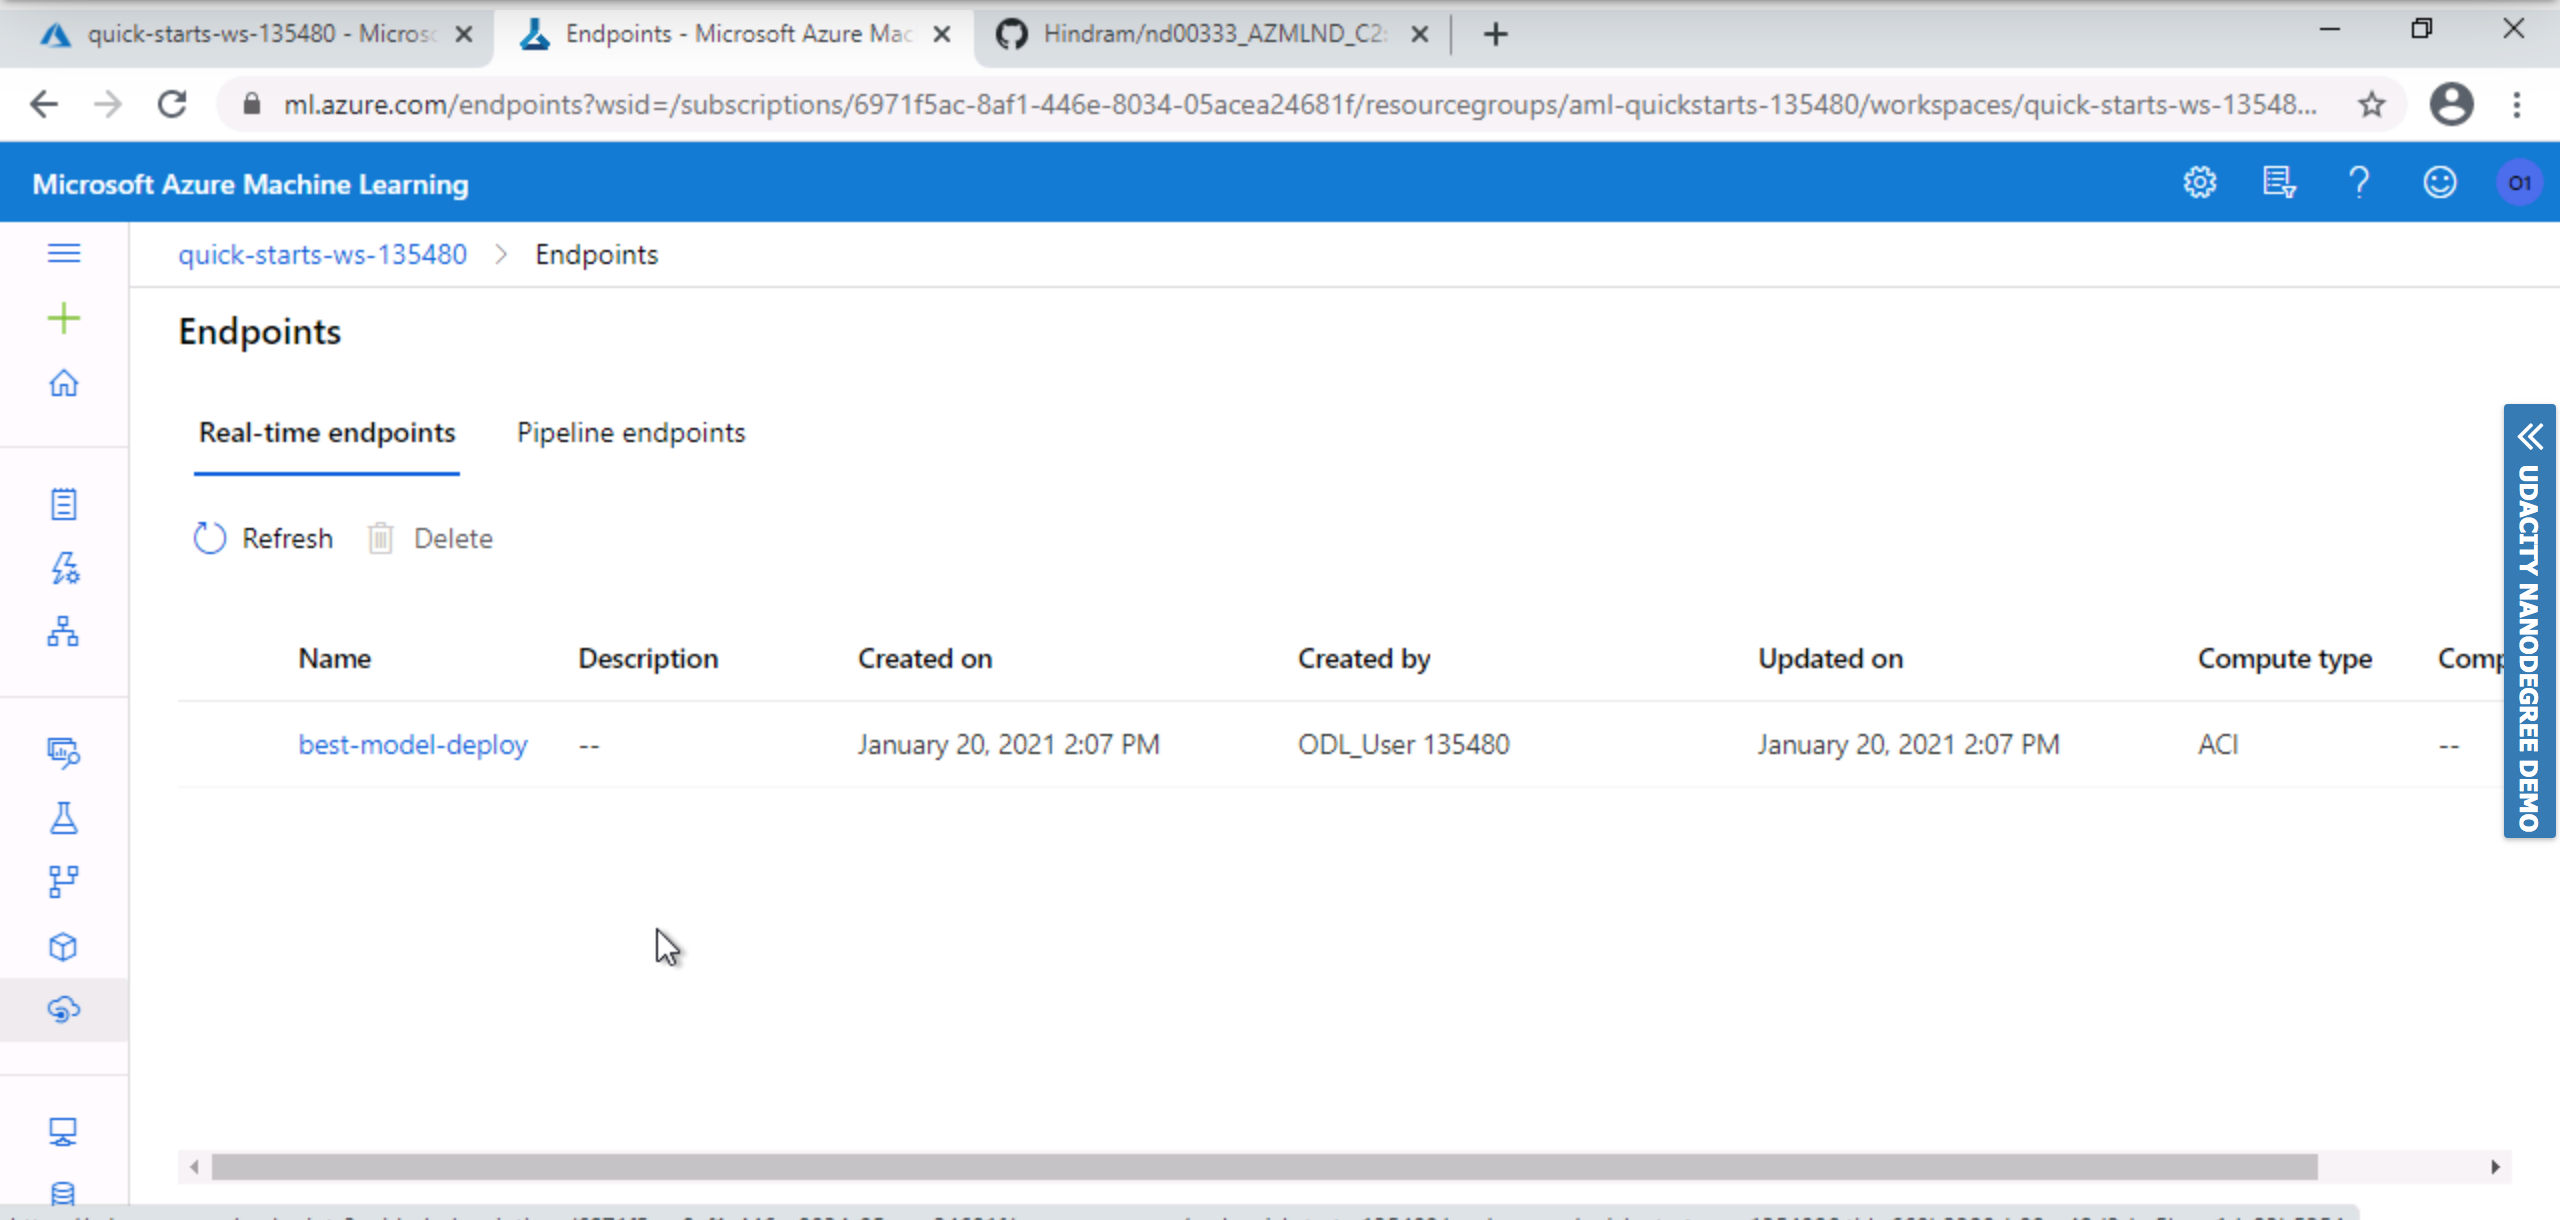 quick-starts-ws-135480 - Micros
Endpoints - Microsoft Azure Mac
Hindram/nd00333_AZMLND_C2
ml.azure.com/endpoints?wsid=/subscriptions/6971f5ac-8af1-446e-8034-05acea24681f/resourcegroups/aml-quickstarts-135480/workspaces/quick-starts-ws-13548...
Microsoft Azure Machine Learning
01
quick-starts-ws-135480 > Endpoints
Endpoints
Real-time endpoints Pipeline endpoints
Refresh Delete
Name Description Created on Created by Updated on Compute type Comp
best-model-deploy -- January 20, 2021 2:07 PM ODL_User 135480 January 20, 2021 2:07 PM ACI --
UDACITY NANODEGREE DEMO